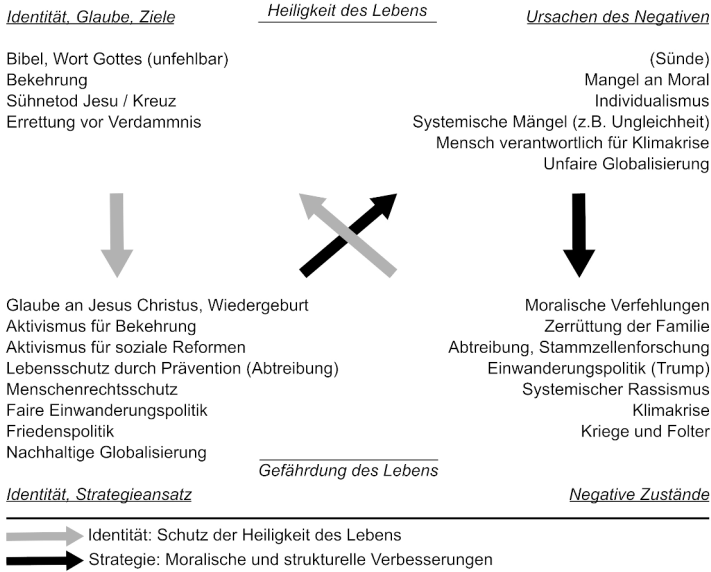 Identität, Glaube, Ziele
Heiligkeit des Lebens
Ursachen des Negativen
Bibel, Wort Gottes (unfehlbar)
Bekehrung
Sühnetod Jesu / Kreuz
Errettung vor Verdammnis
(Sünde)
Mangel an Moral
Individualismus
Systemische Mängel (z.B. Ungleichheit)
Mensch verantwortlich für Klimakrise
Unfaire Globalisierung
Glaube an Jesus Christus, Wiedergeburt
Aktivismus für Bekehrung
Aktivismus für soziale Reformen
Lebensschutz durch Prävention (Abtreibung)
Menschenrechtsschutz
Faire Einwanderungspolitik
Friedenspolitik
Nachhaltige Globalisierung
Moralische Verfehlungen
Zerrüttung der Familie
Abtreibung, Stammzellenforschung
Einwanderungspolitik (Trump)
Systemischer Rassismus
Klimakrise
Kriege und Folter
Gefährdung des Lebens
Identität, Strategieansatz
Negative Zustände
Identität: Schutz der Heiligkeit des Lebens
Strategie: Moralische und strukturelle Verbesserungen